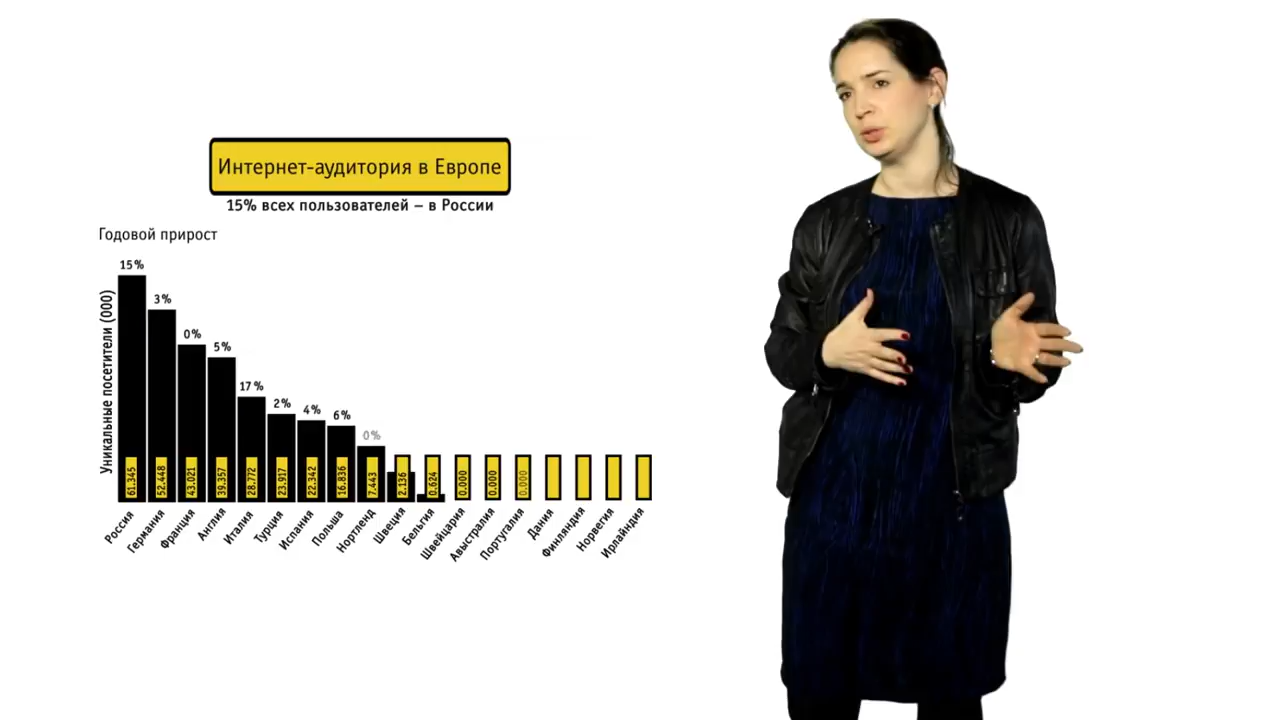 Интернет-аудитория в Европе
15% всех пользователей – в России
Годовой прирост
Уникальные посетители (000)
15%
3%
0%
5%
17%
2%
4%
6%
0%
61.345
52.448
43.021
39.357
28.772
23.917
22.342
16.836
7.443
2.136
0.624
0.000
0.000
0.000
Россия
Германия
Франция
Англия
Италия
Турция
Испания
Польша
Нортленд
Швеция
Бельгия
Швейцария
Авыстралия
Португалия
Дания
Финляндия
Норвегия
Ирлайндия